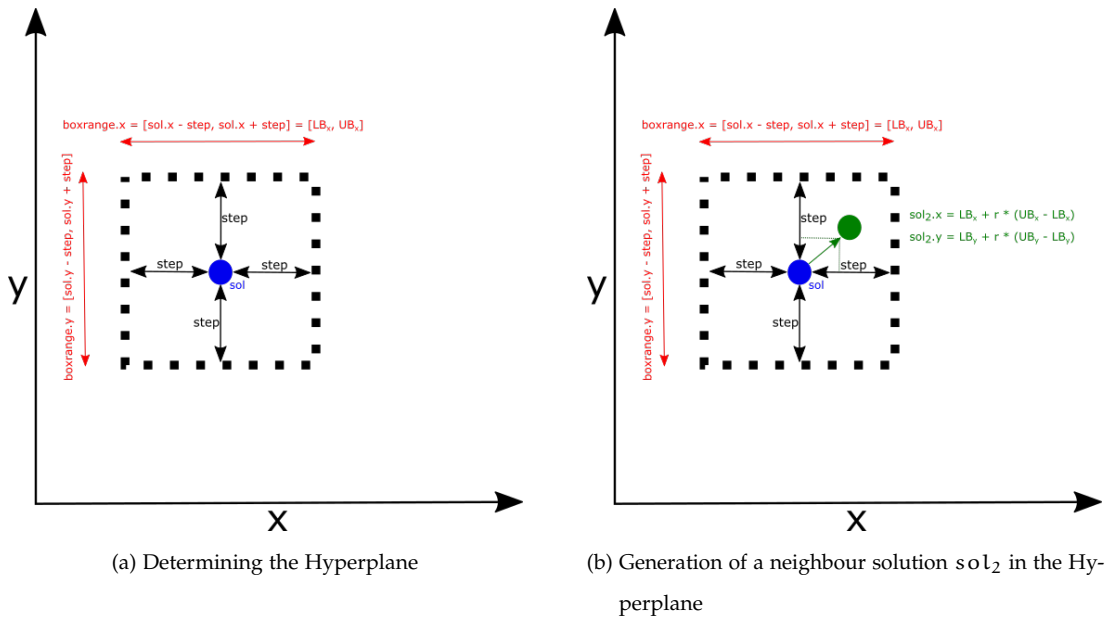 boxrange.x = [sol.x - step, sol.x + step] = [LBx, UBx]
boxrange.y = [sol.y - step, sol.y + step]
step
step
step
sol
step
y
x
(a) Determining the Hyperplane
boxrange.x = [sol.x - step, sol.x + step] = [LBx, UBx]
boxrange.y = [sol.y - step, sol.y + step]
step
sol₂.x = LBx + r * (UBx - LBx)
sol₂.y = LBy + r * (UBy - LBy)
step
step
sol
step
y
x
(b) Generation of a neighbour solution sol₂ in the Hy-
perplane